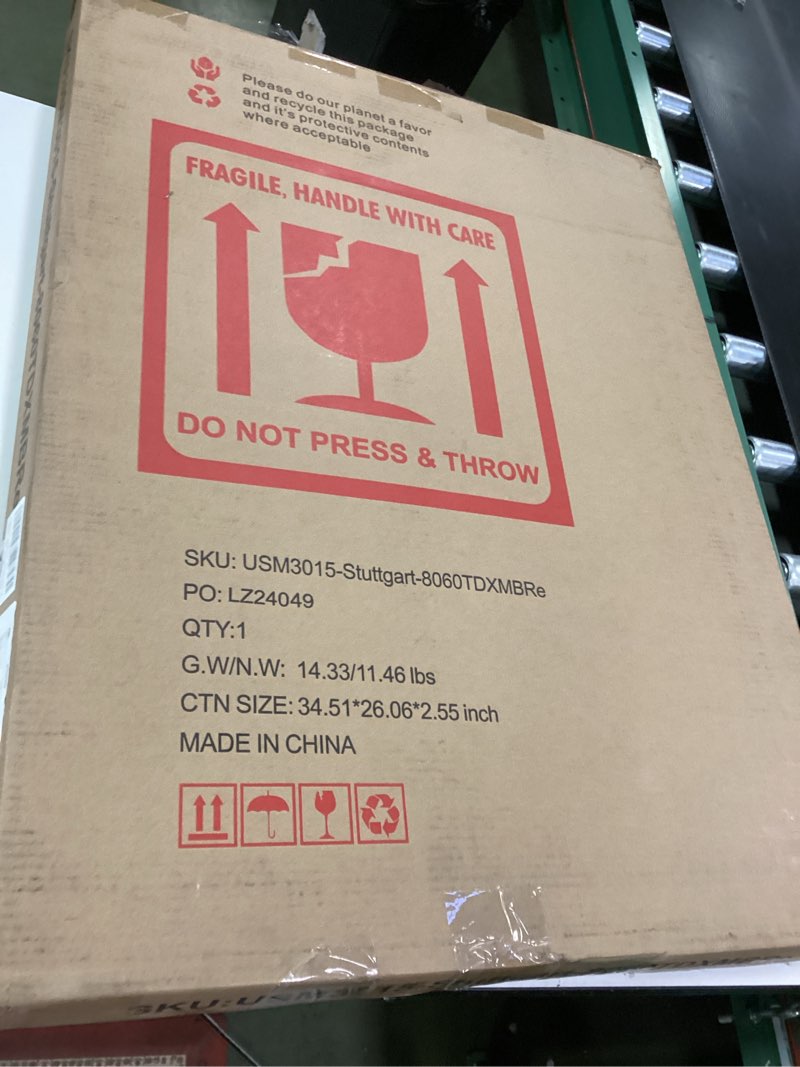 Please do our planet a favor
and recycle this package
and it's protective contents
where acceptable
FRAGILE, HANDLE WITH CARE
DO NOT PRESS & THROW
SKU: USM3015-Stuttgart-8060TDXMBRe
PO: LZ24049
QTY:1
G.W/N.W: 14.33/11.46 lbs
CTN SIZE: 34.51*26.06*2.55 inch
MADE IN CHINA